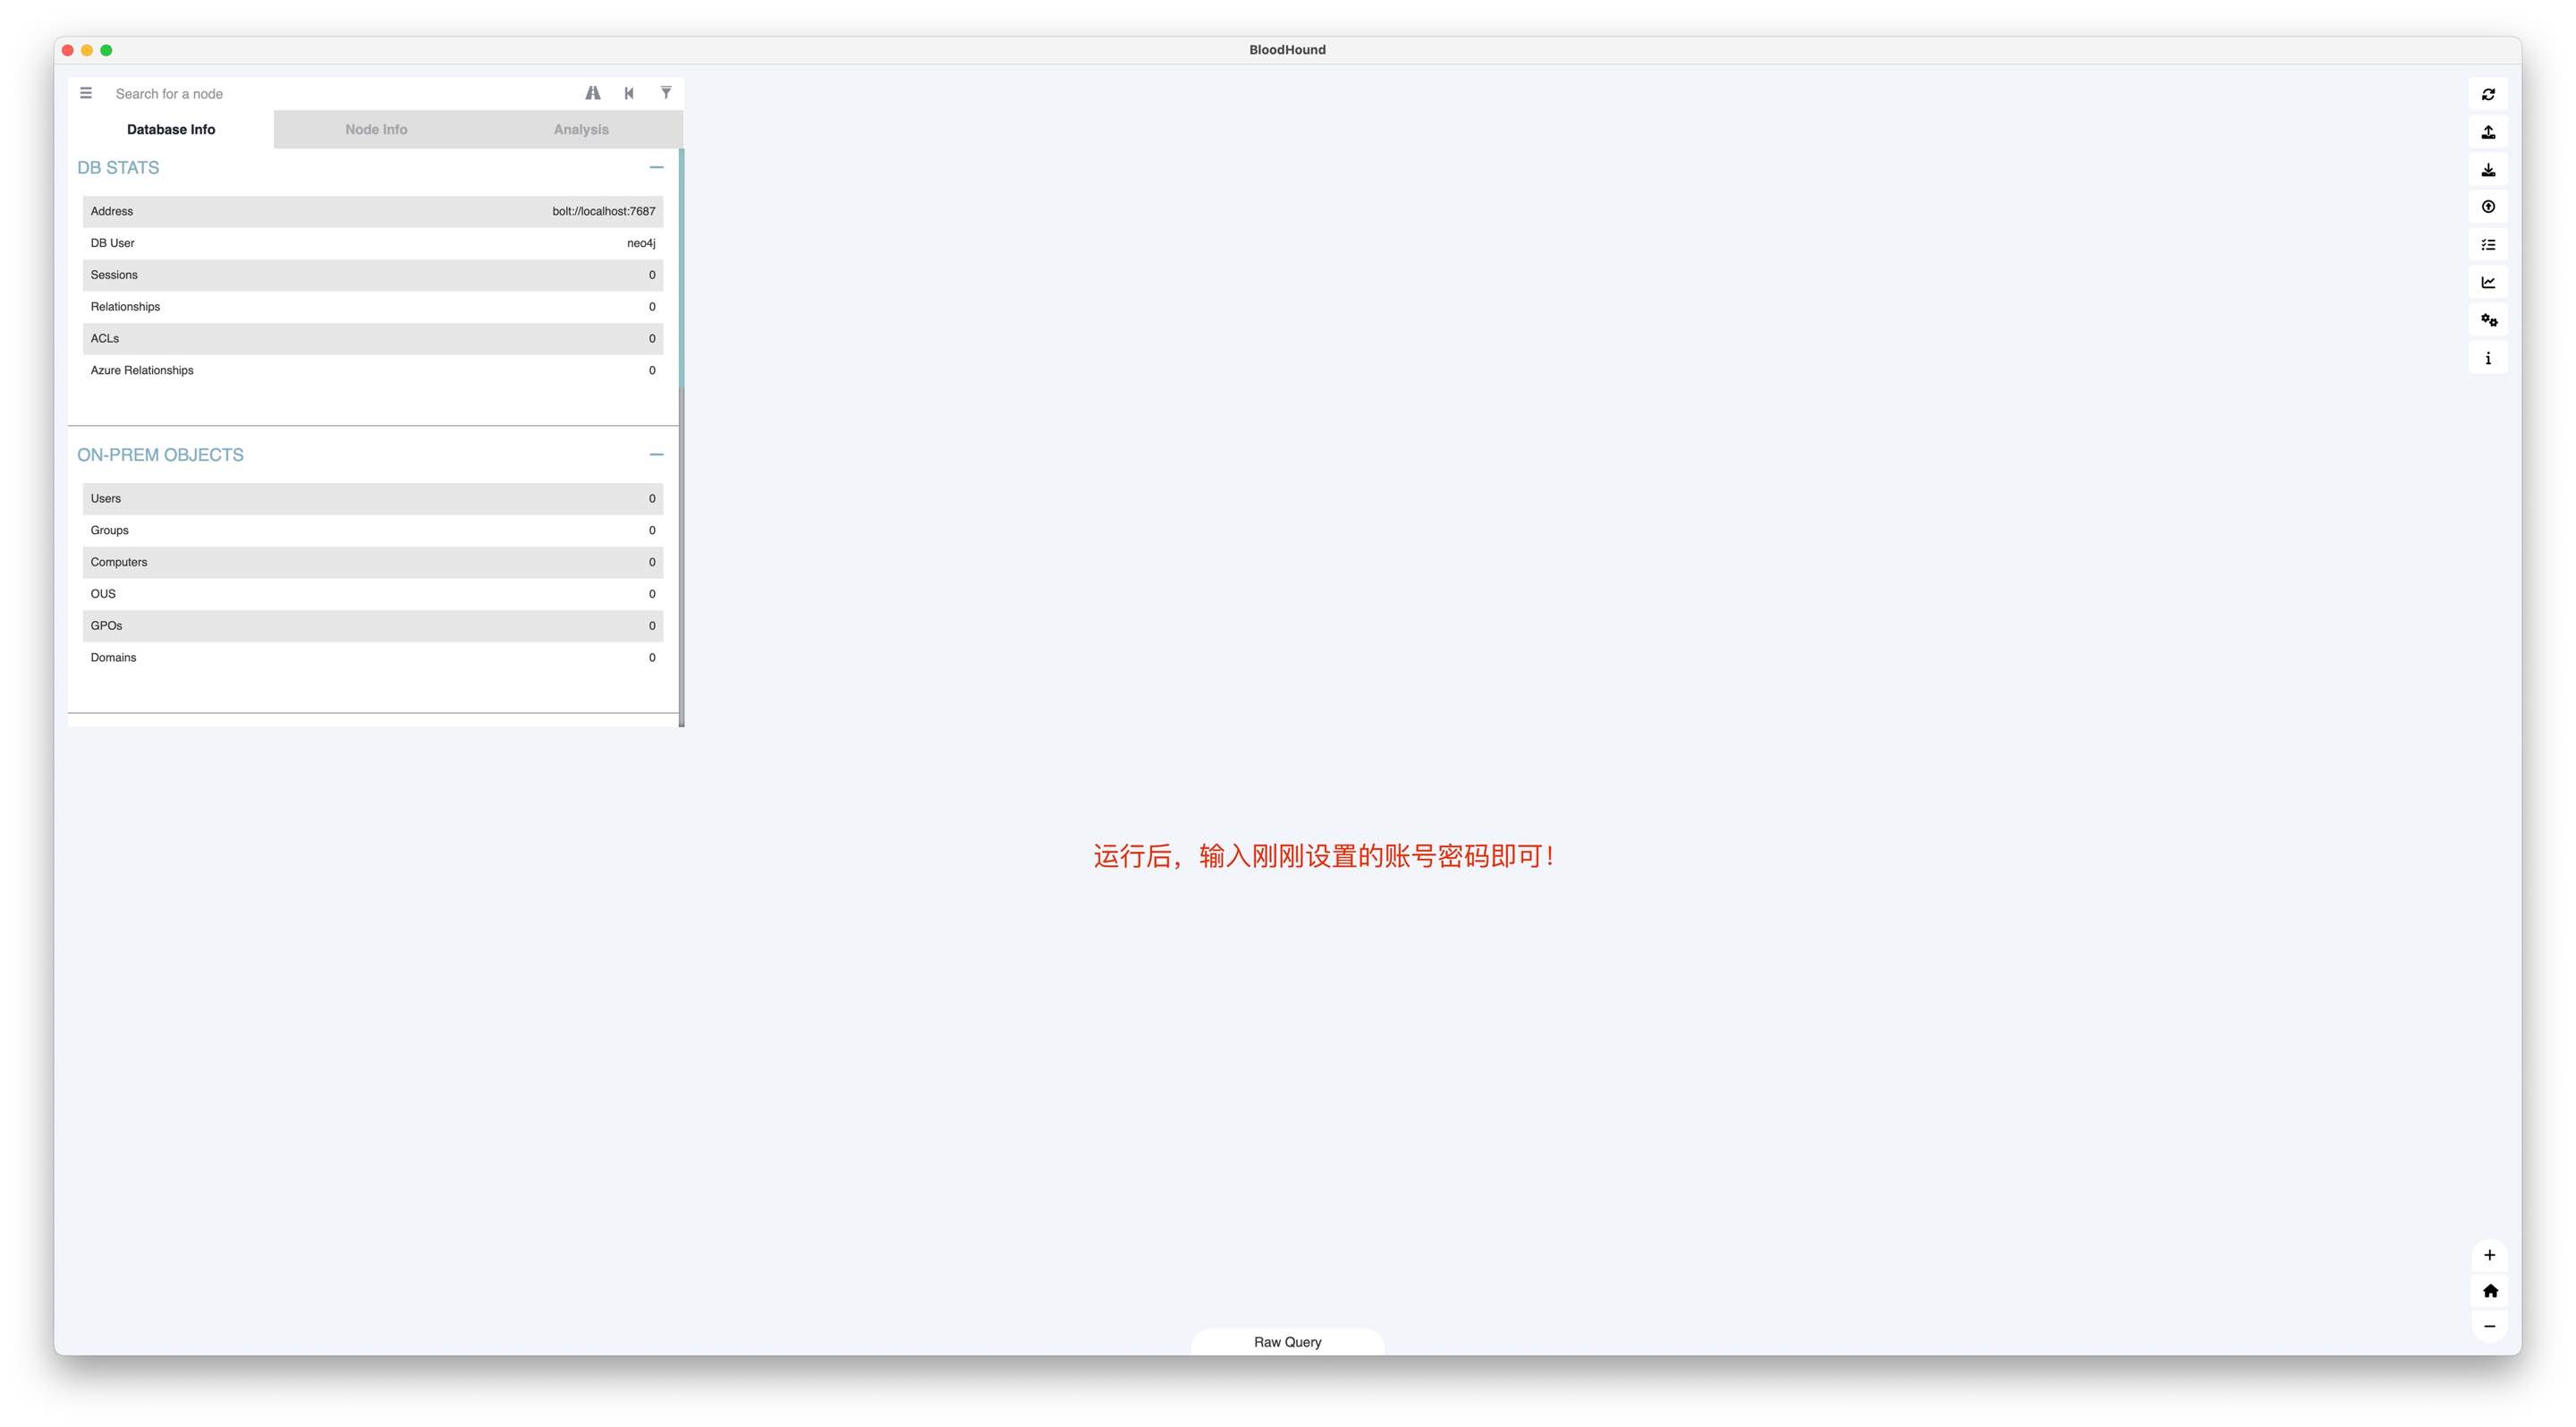 BloodHound
Search for a node
Database Info Node Info Analysis
DB STATS
Address bolt://localhost:7687
DB User neo4j
Sessions 0
Relationships 0
ACLs 0
Azure Relationships 0
ON-PREM OBJECTS
Users 0
Groups 0
Computers 0
OUS 0
GPOs 0
Domains 0
运行后，输入刚刚设置的账号密码即可！
Raw Query